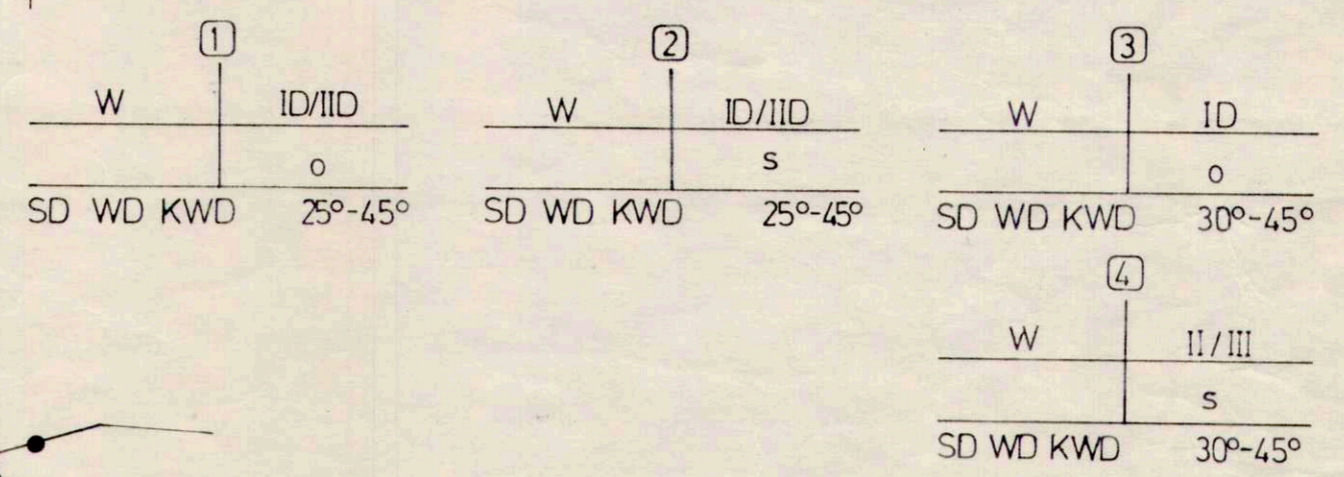 1
W ID/IID
o
SD WD KWD 25°-45°
2
W ID/IID
s
SD WD KWD 25°-45°
3
W ID
o
SD WD KWD 30°-45°
4
W II/III
s
SD WD KWD 30°-45°